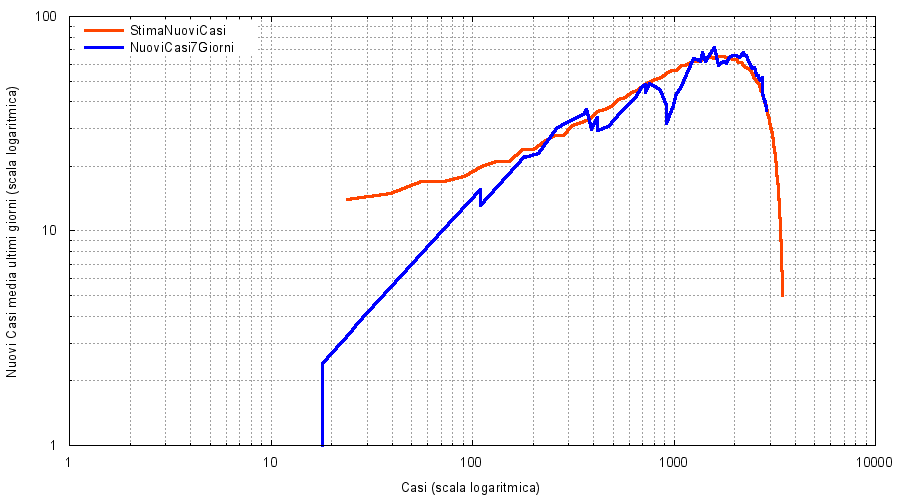 100
StimaNuoviCasi
NuoviCasi7Giorni
Nuovi Casi media ultimi giorni (scala logaritmica)
10
1
1 10 100 1000 10000
Casi (scala logaritmica)